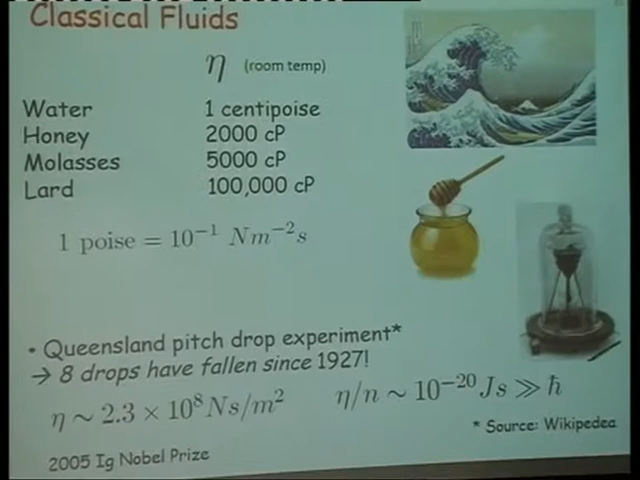 Classical Fluids
η (room temp)
Water 1 centipoise
Honey 2000 cP
Molasses 5000 cP
Lard 100,000 cP
1 poise = 10⁻¹ Nm⁻²s
• Queensland pitch drop experiment*
→ 8 drops have fallen since 1927!
η ∼ 2.3 × 10⁸ Ns/m² η/n ∼ 10⁻²⁰ Js ≫ ħ
* Source: Wikipedea
2005 Ig Nobel Prize